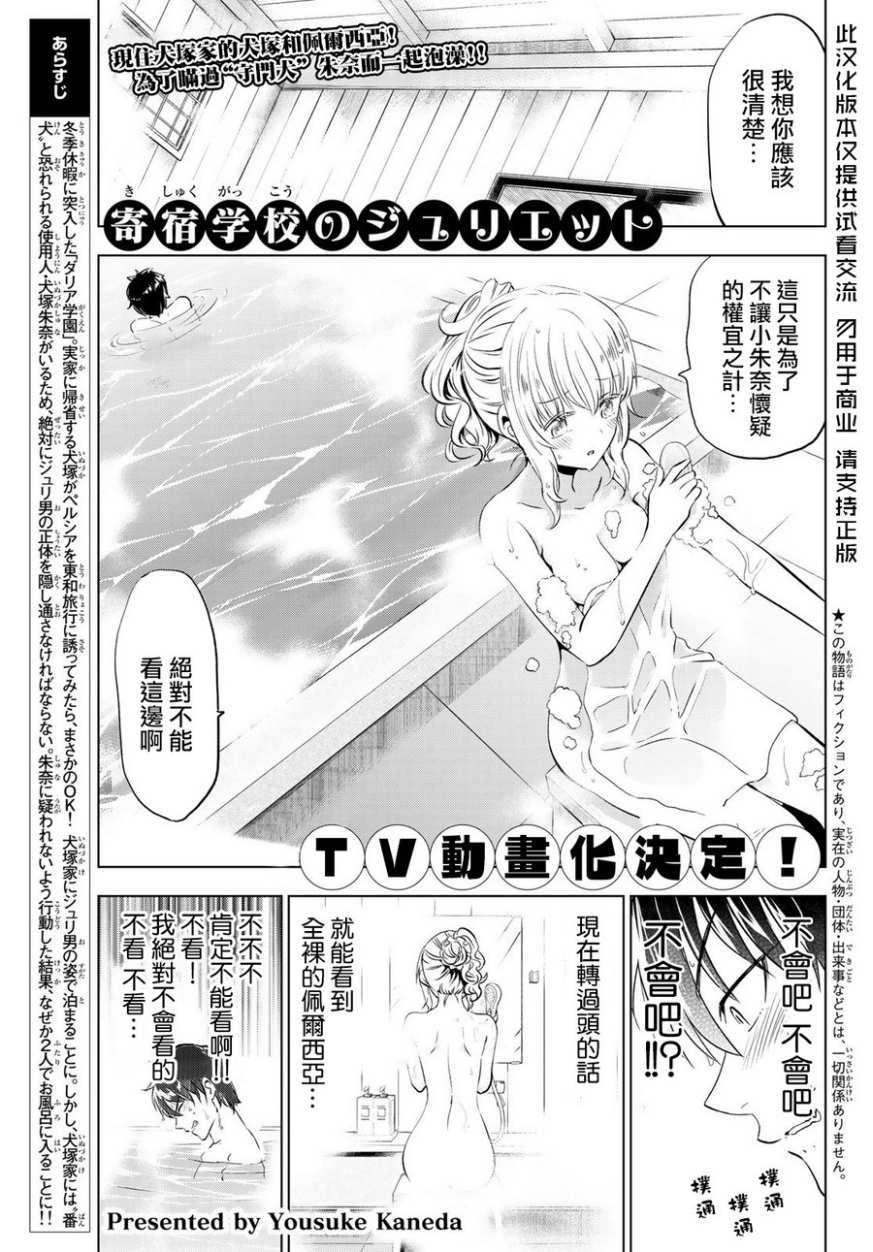 此汉化版本仅提供试看交流 勿用于商业 请支持正版
我想你應該
很清楚…
現住犬塚家的犬塚和佩爾西亞!
為了瞞過“守門犬” 朱奈而一起泡澡!!
き しゅく がっ こう
寄宿学校のジュリエット
這只是為了
不讓小朱奈懷疑
的權宜之計…
絕對不能
看這邊啊
TV動畫化決定!
★この物語はフィクションであり、実在の人物・団体・出来事などとは、一切関係ありません。
不會吧 不會吧
不會吧!!?
撲通
撲通
撲通
現在轉過頭的話
就能看到
全裸的佩爾西亞…
不不不
肯定不能看啊!!
不看!
我絕對不會看的
不看 不看…
Presented by Yousuke Kaneda
あらすじ
冬季休暇に突入した『ダリア学園』。実家に帰省する犬塚がペルシアを東和旅行に誘ってみたら、まさかのOK! 犬塚家にジュリ男の姿で泊まることに。しかし、犬塚家には“番
犬”と恐れられる使用人・犬塚朱奈がいるため、絶対にジュリ男の正体を隠し通さなければならない。朱奈に疑われないよう行動した結果、なぜか2人でお風呂に入ることに!!